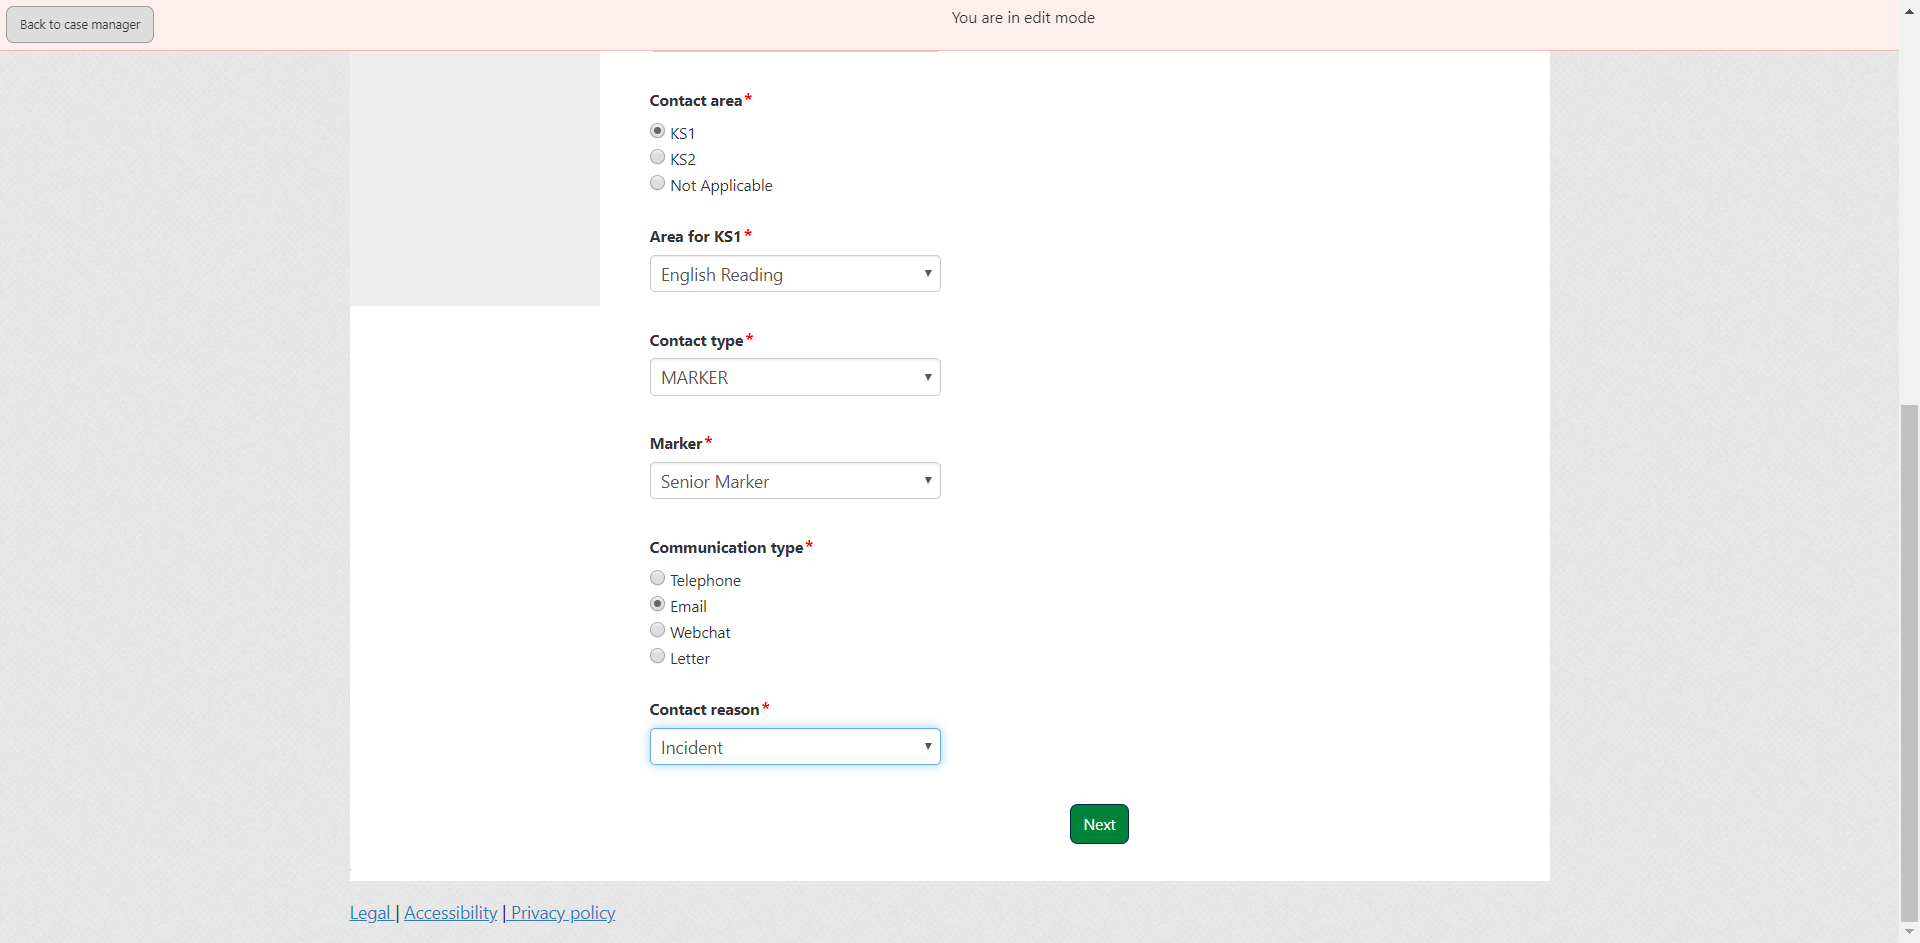 Back to case manager
You are in edit mode
Contact area*
KS1
KS2
Not Applicable
Area for KS1*
English Reading
Contact type*
MARKER
Marker*
Senior Marker
Communication type*
Telephone
Email
Webchat
Letter
Contact reason*
Incident
Next
Legal | Accessibility | Privacy policy